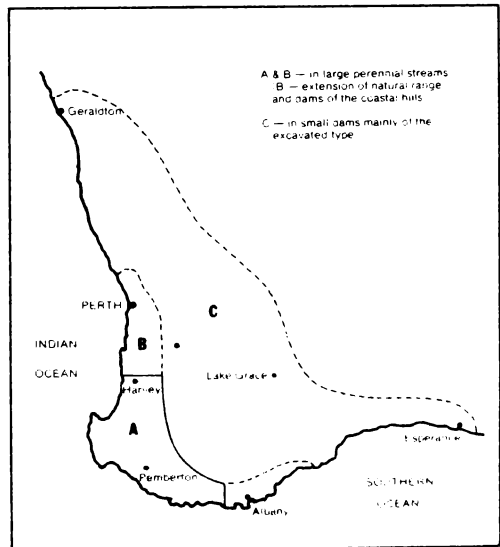 A & B — in large perennial streams
B — extension of natural range
and dams of the coastal hills
C — in small dams mainly of the
excavated type
Geraldton
PERTH
C
B
INDIAN
OCEAN
Lake Grace
Harvey
A
Esperance
Pemberton
SOUTHERN
OCEAN
Albany